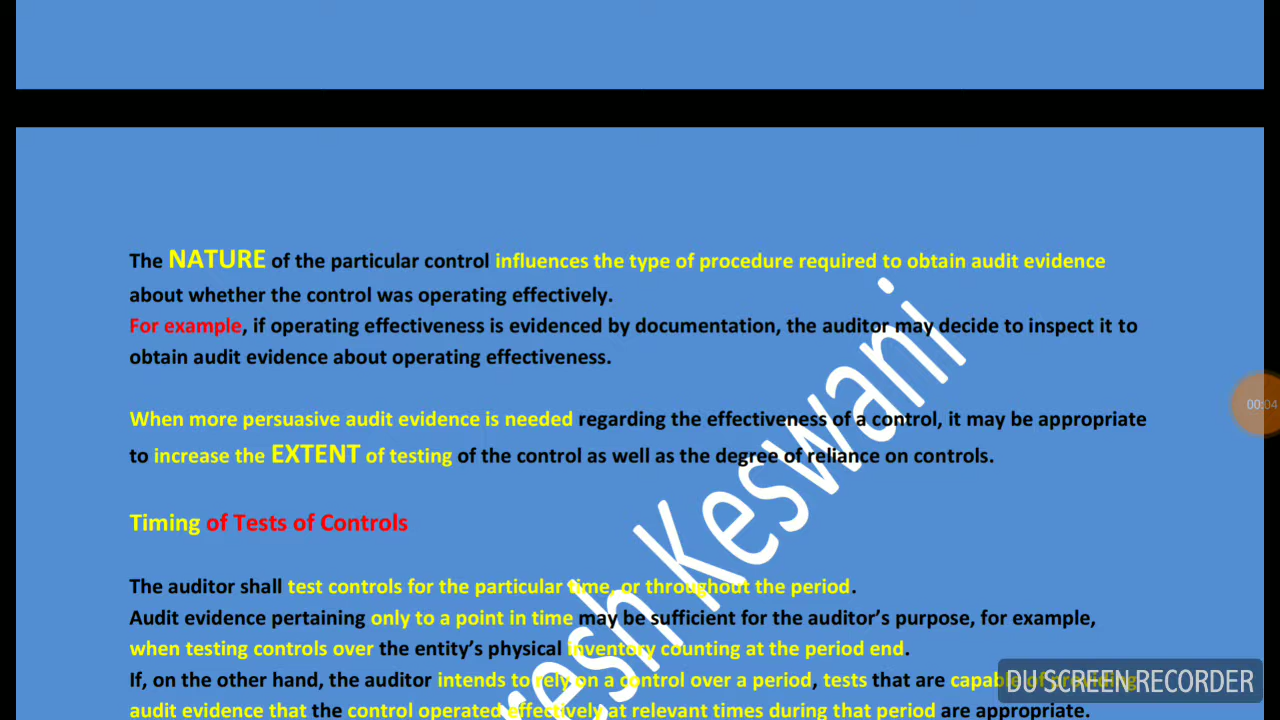 The NATURE of the particular control influences the type of procedure required to obtain audit evidence
about whether the control was operating effectively.
For example, if operating effectiveness is evidenced by documentation, the auditor may decide to inspect it to
obtain audit evidence about operating effectiveness.
When more persuasive audit evidence is needed regarding the effectiveness of a control, it may be appropriate
to increase the EXTENT of testing of the control as well as the degree of reliance on controls.
Timing of Tests of Controls
The auditor shall test controls for the particular time, or throughout the period.
Audit evidence pertaining only to a point in time may be sufficient for the auditor’s purpose, for example,
when testing controls over the entity’s physical inventory counting at the period end.
If, on the other hand, the auditor intends to rely on a control over a period, tests that are capable of
audit evidence that the control operated effectively at relevant times during that period are appropriate.
Keswani
00:04
DU SCREEN RECORDER